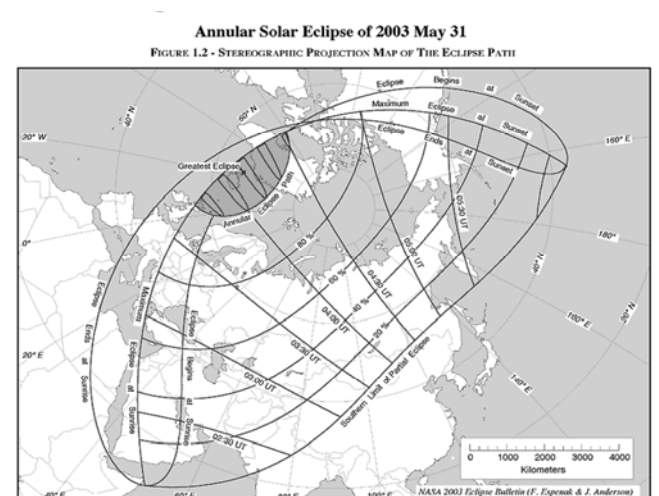 Annular Solar Eclipse of 2003 May 31
FIGURE 1.2 - STEREOGRAPHIC PROJECTION MAP OF THE ECLIPSE PATH
Eclipse Begins at Sunset
Maximum Eclipse at Sunset
Eclipse Ends at Sunset
60° N
20° W
160° E
Greatest Eclipse
Annular Eclipse Path
05:30 UT
0°
180°
80 %
05:00 UT
40° N
60 %
04:30 UT
20° N
40 %
04:00 UT
160° E
20 %
Eclipse Ends at Sunrise
Maximum Eclipse at Sunrise
Eclipse Begins at Sunrise
20° E
03:30 UT
Southern Limit of Partial Eclipse
03:00 UT
140° E
120° E
02:30 UT
0 1000 2000 3000 4000
Kilometers
NASA 2003 Eclipse Bulletin (F. Espenak & J. Anderson)